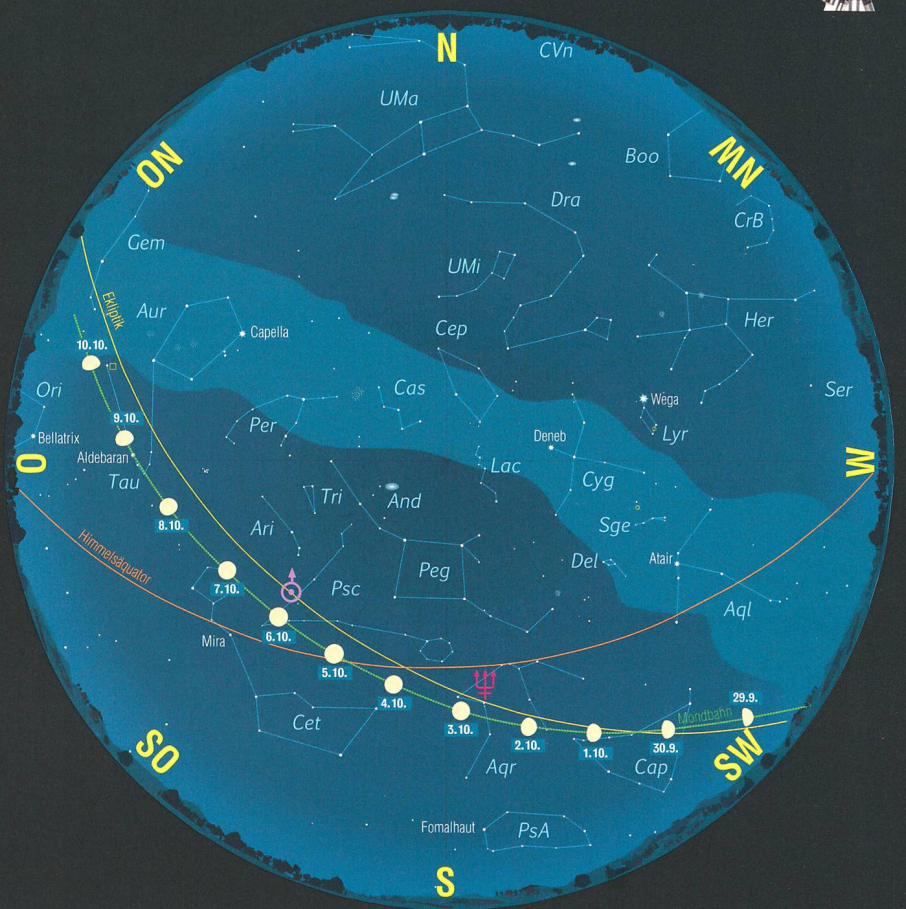 N
CVn
UMa
NO
NW
Boo
Dra
CrB
Gem
UMi
Ekliptik
Aur
Capella
Cep
Her
10.10.
Ori
Cas
Wega
Ser
9.10.
Per
Bellatrix
Deneb
Lyr
Aldebaran
O
W
Tau
Lac
Cyg
Tri
And
8.10.
Ari
Sge
Himmelsäquator
Del
Atair
Peg
7.10.
Psc
Aql
Mira
6.10.
5.10.
4.10.
29.9.
Mondbahn
Cet
3.10.
2.10.
1.10.
30.9.
SO
SW
Aqr
Cap
Fomalhaut
PsA
S